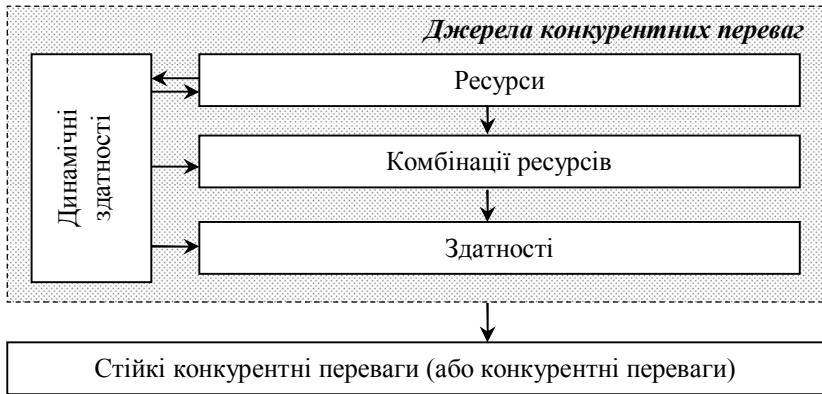 Джерела конкурентних переваг
Динамічні
здатності
Ресурси
Комбінації ресурсів
Здатності
Стійкі конкурентні переваги (або конкурентні переваги)